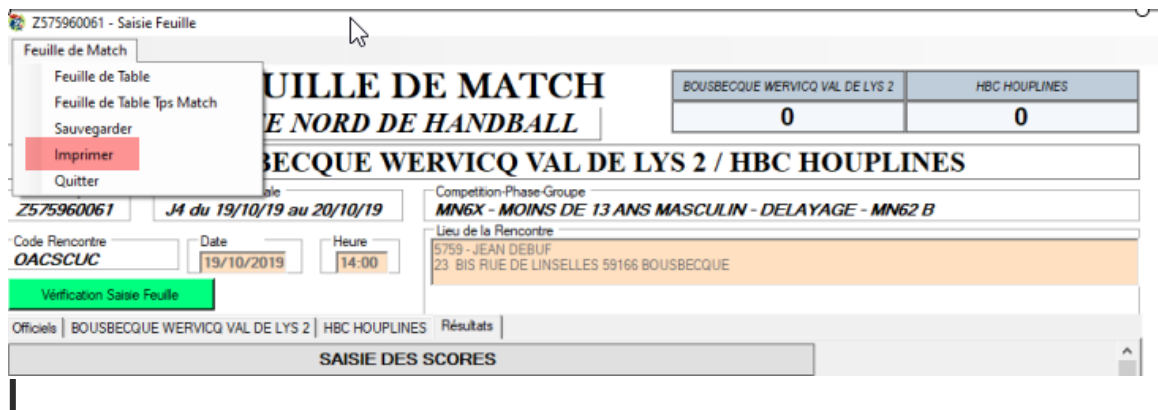 Z575960061 - Saisie Feuille
Feuille de Match
Feuille de Table
Feuille de Table Tps Match
Sauvegarder
Imprimer
Quitter
UILLE DE MATCH
E NORD DE HANDBALL
BOUSBECQUE WERVICQ VAL DE LYS 2
HBC HOUPLINES
0
0
BECQUE WERVICQ VAL DE LYS 2 / HBC HOUPLINES
ale
Z575960061
J4 du 19/10/19 au 20/10/19
Competition-Phase-Groupe
MN6X - MOINS DE 13 ANS MASCULIN - DELAYAGE - MN62 B
Code Rencontre
OACSCUC
Date
19/10/2019
Heure
14:00
Lieu de la Rencontre
5759 - JEAN DEBUF
23 BIS RUE DE LINSELLES 59166 BOUSBECQUE
Vérification Saisie Feuille
Officiels
BOUSBECQUE WERVICQ VAL DE LYS 2
HBC HOUPLINES
Résultats
SAISIE DES SCORES